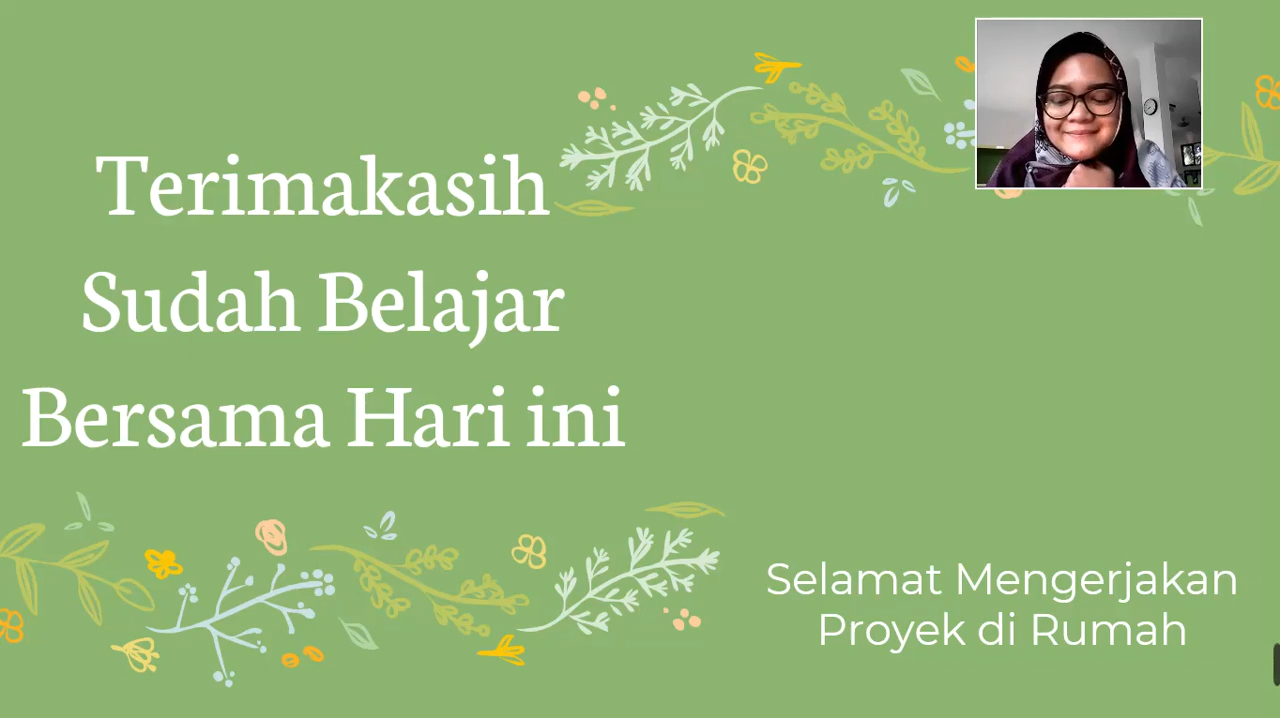 Terimakasih
Sudah Belajar
Bersama Hari ini
Selamat Mengerjakan
Proyek di Rumah